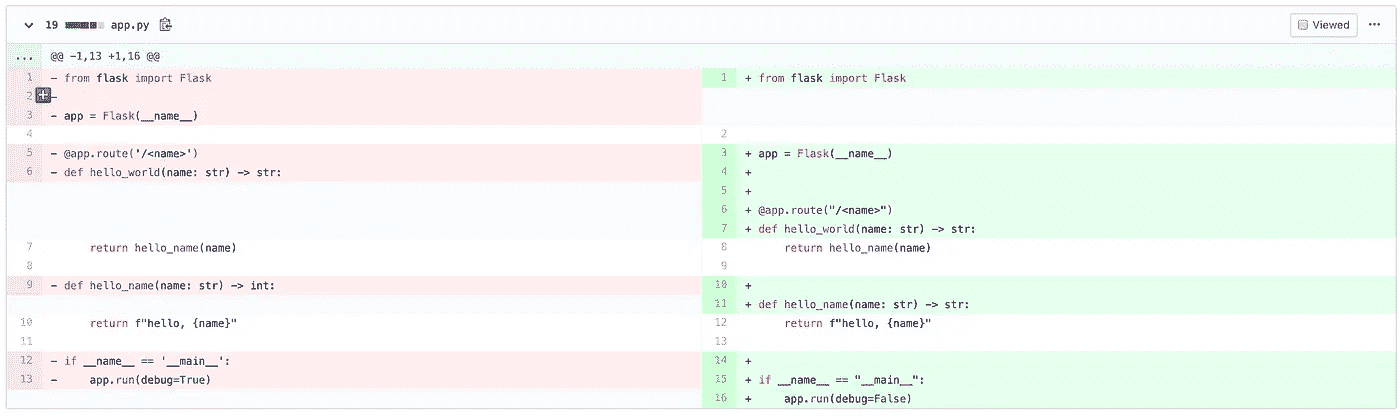 19 app.py Viewed ...
... @@ -1,13 +1,16 @@
1 - from flask import Flask 1 + from flask import Flask
2 -
3 - app = Flask(__name__)
4 2
5 - @app.route('/<name>') 3 + app = Flask(__name__)
6 - def hello_world(name: str) -> str: 4 +
5 +
6 + @app.route("/<name>")
7 + def hello_world(name: str) -> str:
7 return hello_name(name) 8 return hello_name(name)
8 9
9 - def hello_name(name: str) -> int: 10 +
11 + def hello_name(name: str) -> str:
10 return f"hello, {name}" 12 return f"hello, {name}"
11 13
12 - if __name__ == '__main__': 14 +
13 - app.run(debug=True) 15 + if __name__ == "__main__":
16 + app.run(debug=False)